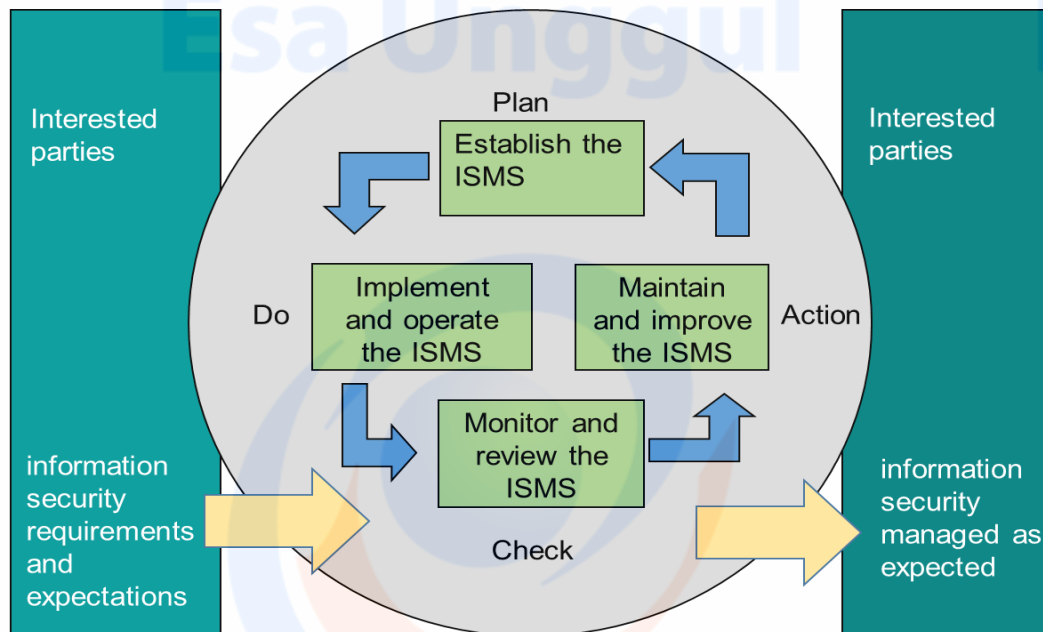 Esa Unggul
Interested
parties
information
security
requirements
and
expectations
Plan
Establish the
ISMS
Do
Implement
and operate
the ISMS
Maintain
and improve
the ISMS
Action
Monitor and
review the
ISMS
Check
Interested
parties
information
security
managed as
expected